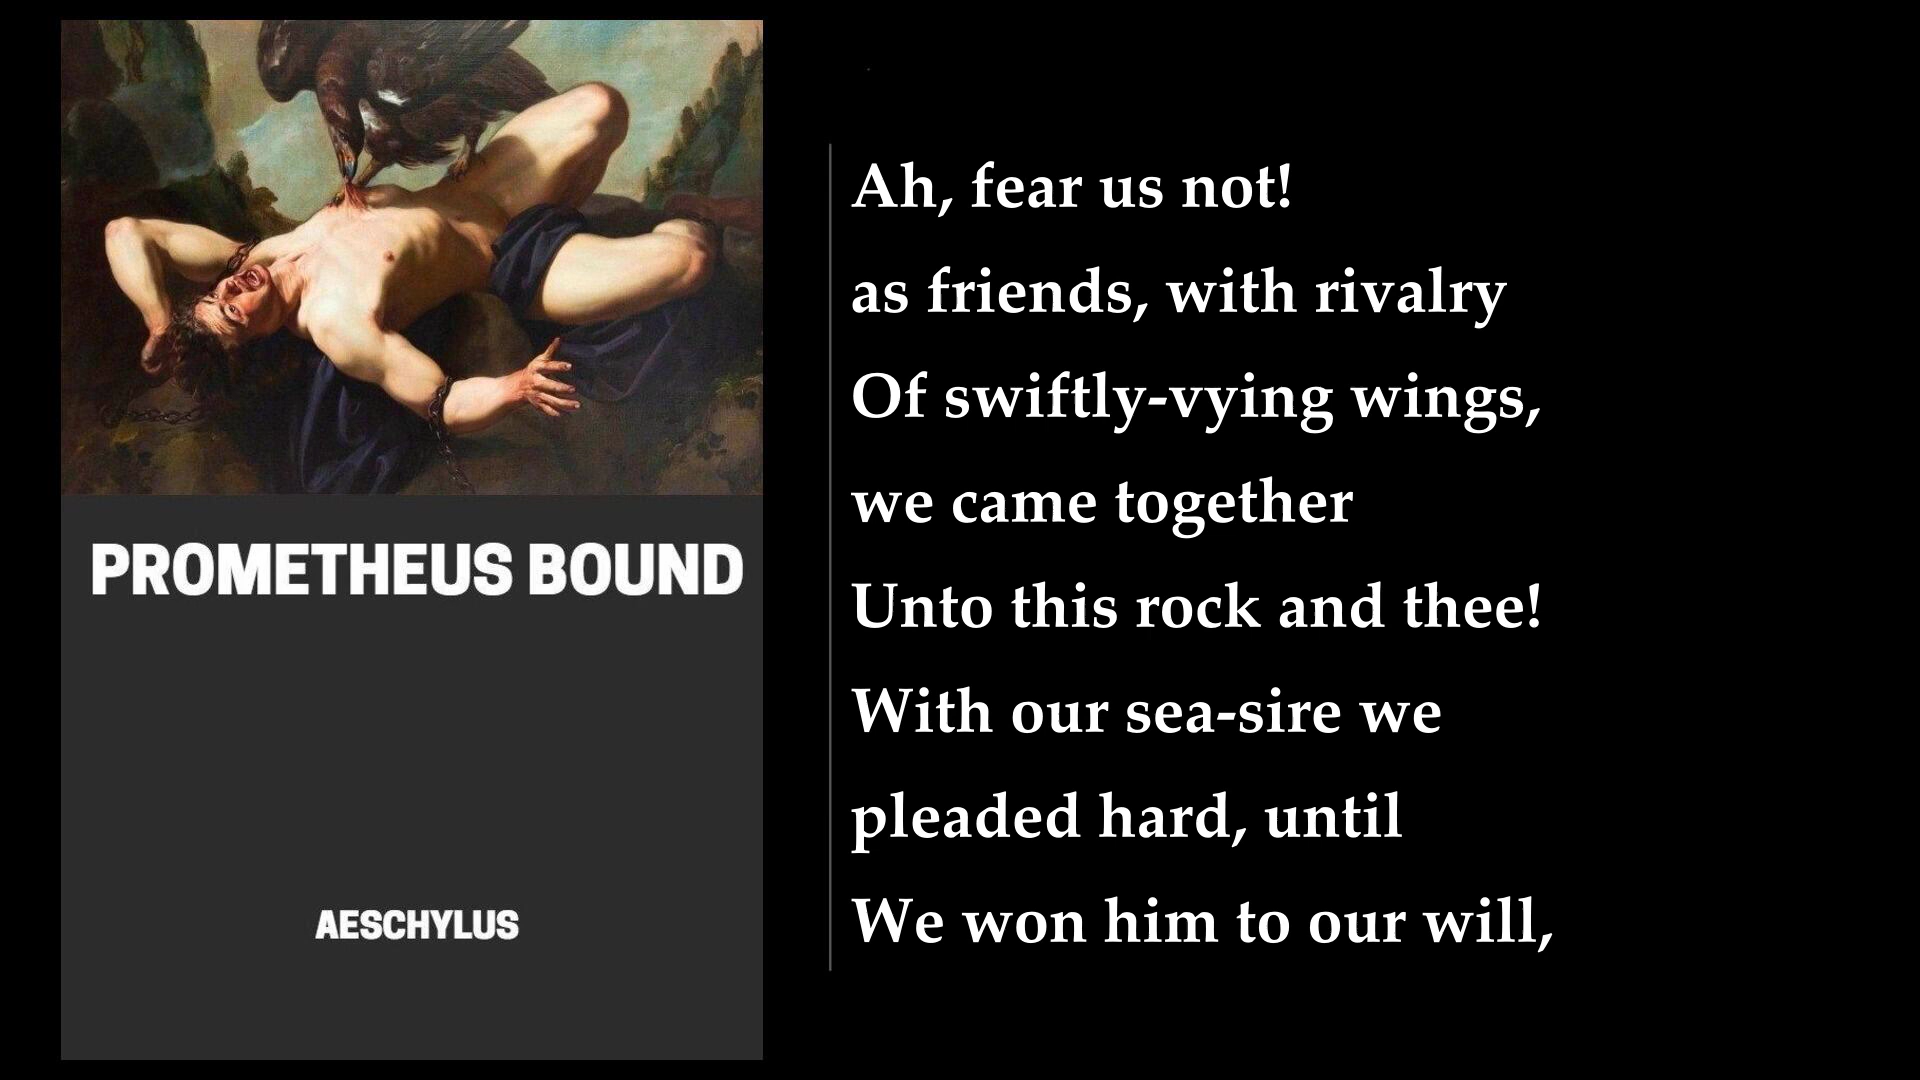 PROMETHEUS BOUND
AESCHYLUS
Ah, fear us not!
as friends, with rivalry
Of swiftly-vying wings,
we came together
Unto this rock and thee!
With our sea-sire we
pleaded hard, until
We won him to our will,